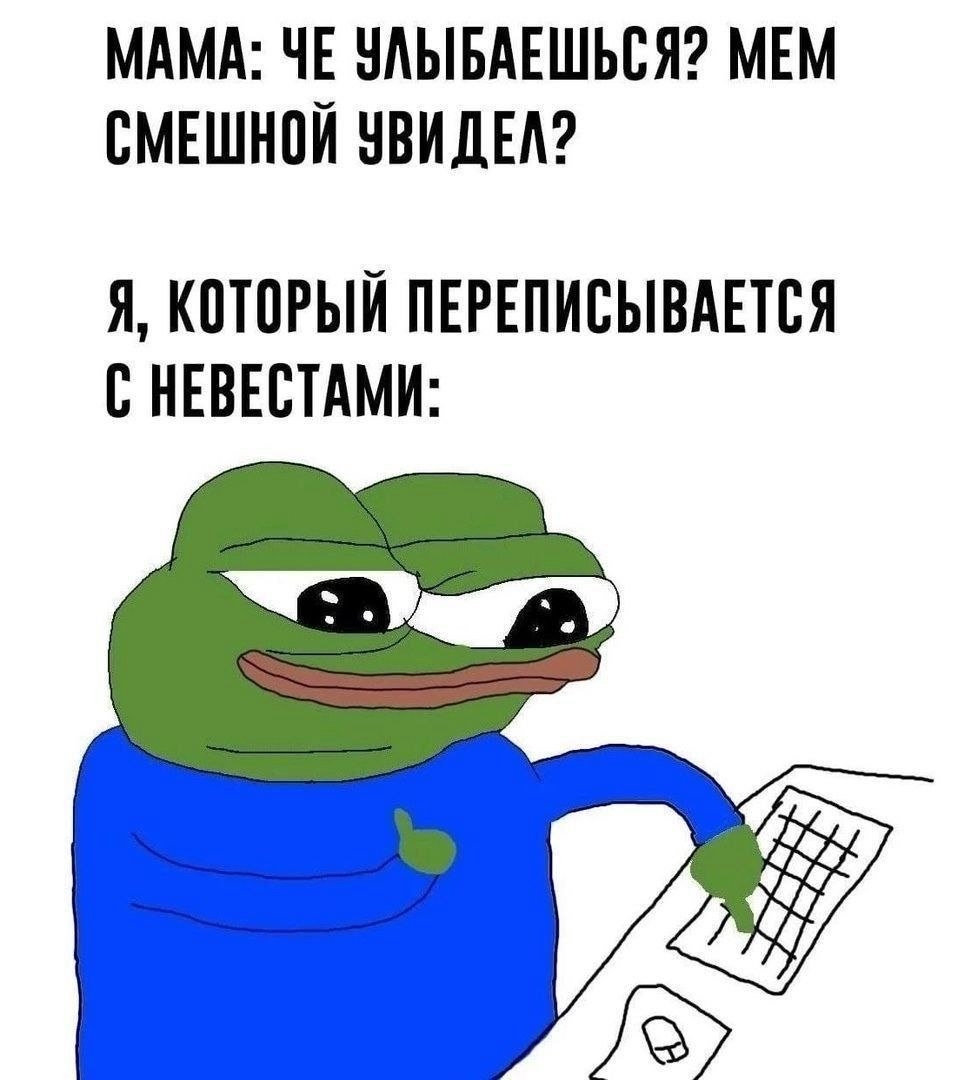 МАМА: ЧЕ УЛЫБАЕШЬСЯ? МЕМ
СМЕШНОЙ УВИДЕЛ?
Я, КОТОРЫЙ ПЕРЕПИСЫВАЕТСЯ
С НЕВЕСТАМИ: